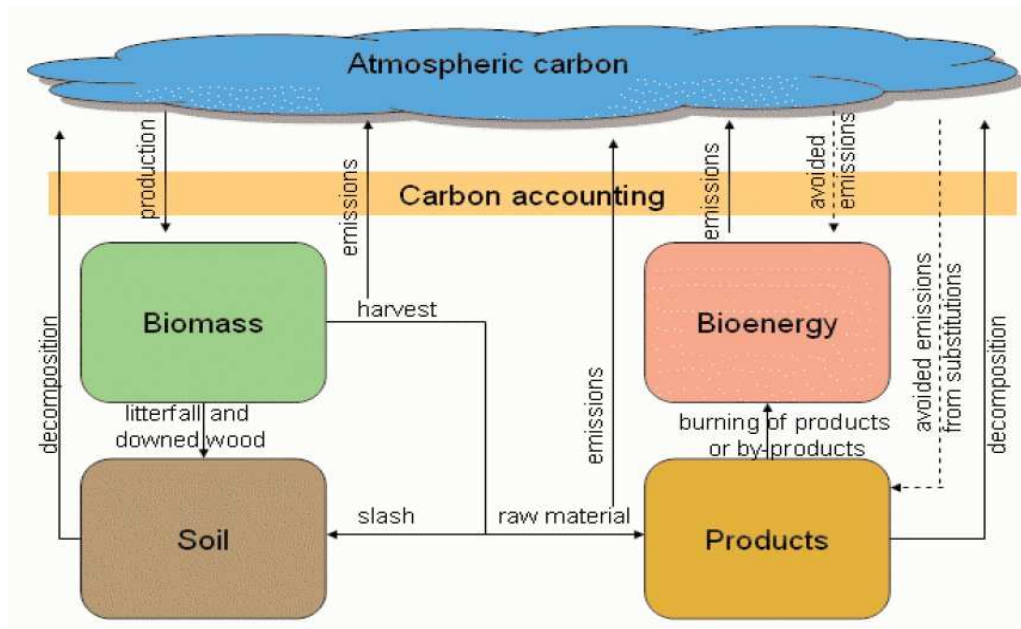 Atmospheric carbon
production
emissions
emissions
avoided
emissions
Carbon accounting
Biomass
harvest
Bioenergy
decomposition
emissions
avoided emissions
from substitutions
decomposition
litterfall and
downed wood
burning of products
or by-products
Soil
slash
raw material
Products